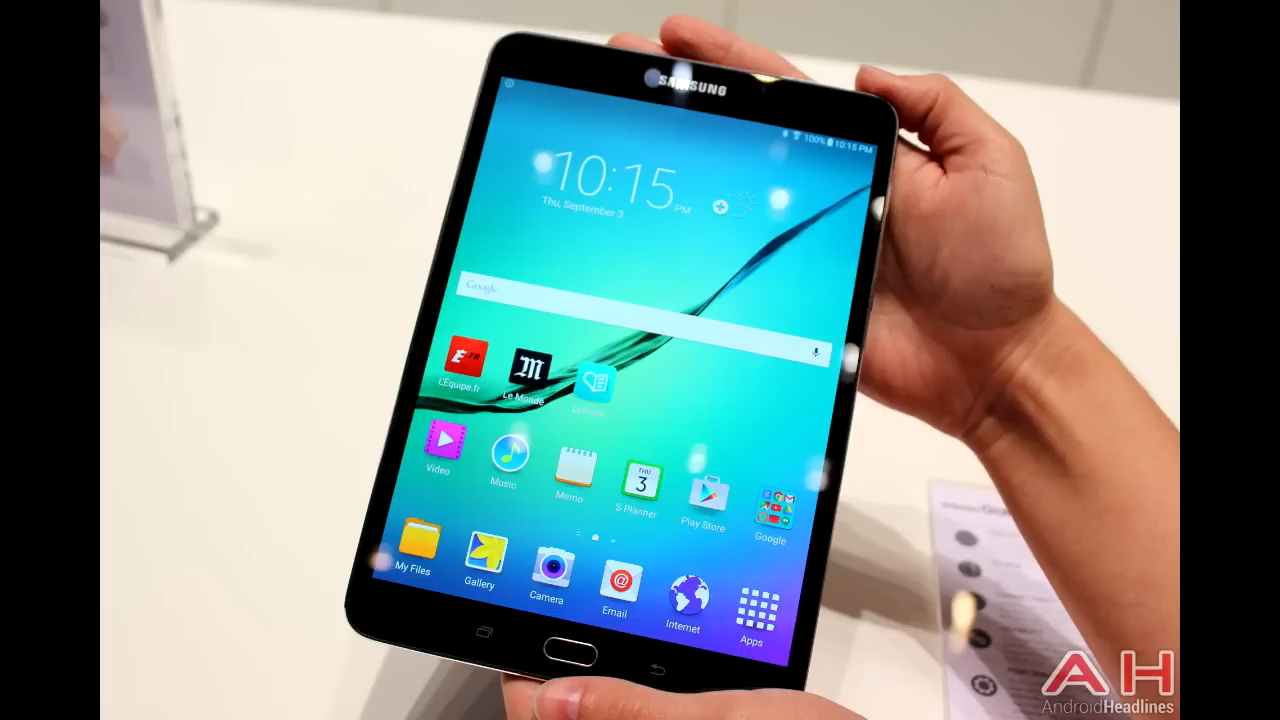 SAMSUNG
100% 10:15 PM
10:15 PM
Thu, September 3
Google
É
L'Équipe.fr
Le Monde
Video
Music
Memo
THU
3
S Planner
Play Store
Google
My Files
Gallery
Camera
@
Email
Internet
Apps
AH
AndroidHeadlines